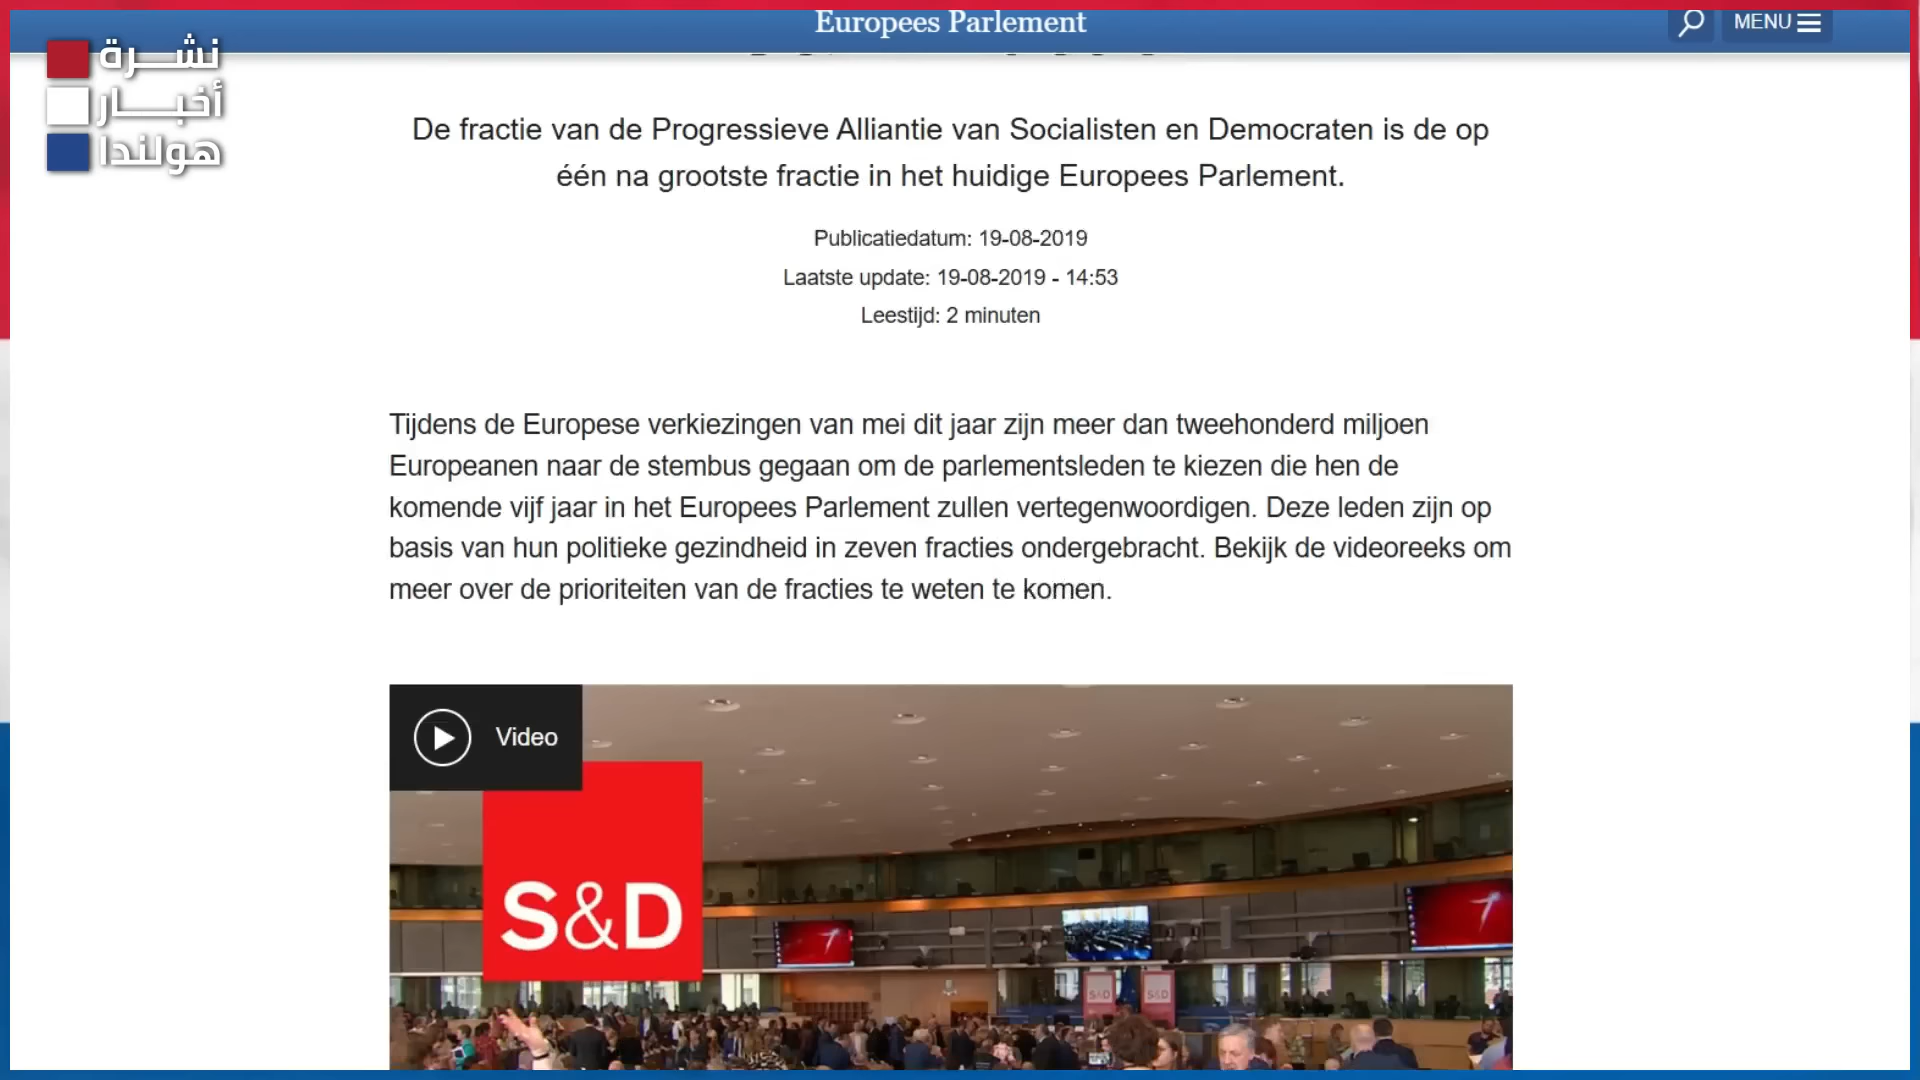 Europees Parlement
MENU
نشرة
أخبار
هولندا
De fractie van de Progressieve Alliantie van Socialisten en Democraten is de op
één na grootste fractie in het huidige Europees Parlement.
Publicatiedatum: 19-08-2019
Laatste update: 19-08-2019 - 14:53
Leestijd: 2 minuten
Tijdens de Europese verkiezingen van mei dit jaar zijn meer dan tweehonderd miljoen
Europeanen naar de stembus gegaan om de parlementsleden te kiezen die hen de
komende vijf jaar in het Europees Parlement zullen vertegenwoordigen. Deze leden zijn op
basis van hun politieke gezindheid in zeven fracties ondergebracht. Bekijk de videoreeks om
meer over de prioriteiten van de fracties te weten te komen.
Video
S&D
S&D
S&D